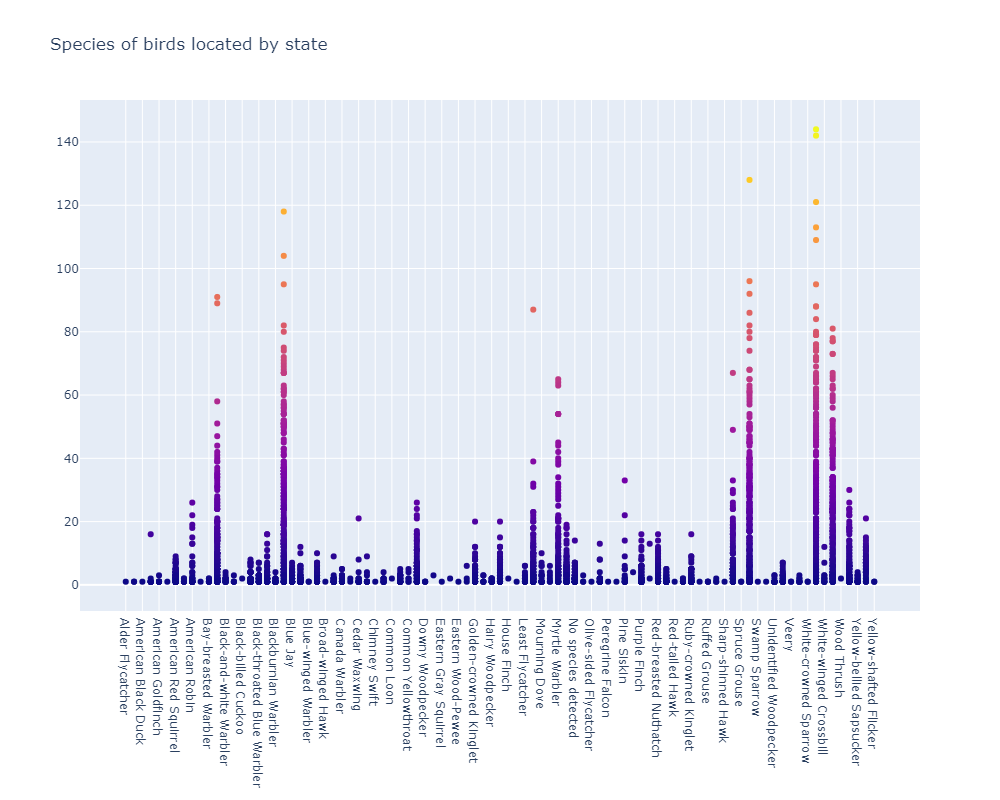 Species of birds located by state
140
120
100
80
60
40
20
0
Alder Flycatcher
American Black Duck
American Goldfinch
American Red Squirrel
American Robin
Bay-breasted Warbler
Black-and-white Warbler
Black-billed Cuckoo
Black-throated Blue Warbler
Blackburnian Warbler
Blue Jay
Blue-winged Warbler
Broad-winged Hawk
Canada Warbler
Cedar Waxwing
Chimney Swift
Common Loon
Common Yellowthroat
Downy Woodpecker
Eastern Gray Squirrel
Eastern Wood-Pewee
Golden-crowned Kinglet
Hairy Woodpecker
House Finch
Least Flycatcher
Mourning Dove
Myrtle Warbler
No species detected
Olive-sided Flycatcher
Peregrine Falcon
Pine Siskin
Purple Finch
Red-breasted Nuthatch
Red-tailed Hawk
Ruby-crowned Kinglet
Ruffed Grouse
Sharp-shinned Hawk
Spruce Grouse
Swamp Sparrow
Unidentified Woodpecker
Veery
White-crowned Sparrow
White-winged Crossbill
Wood Thrush
Yellow-bellied Sapsucker
Yellow-shafted Flicker